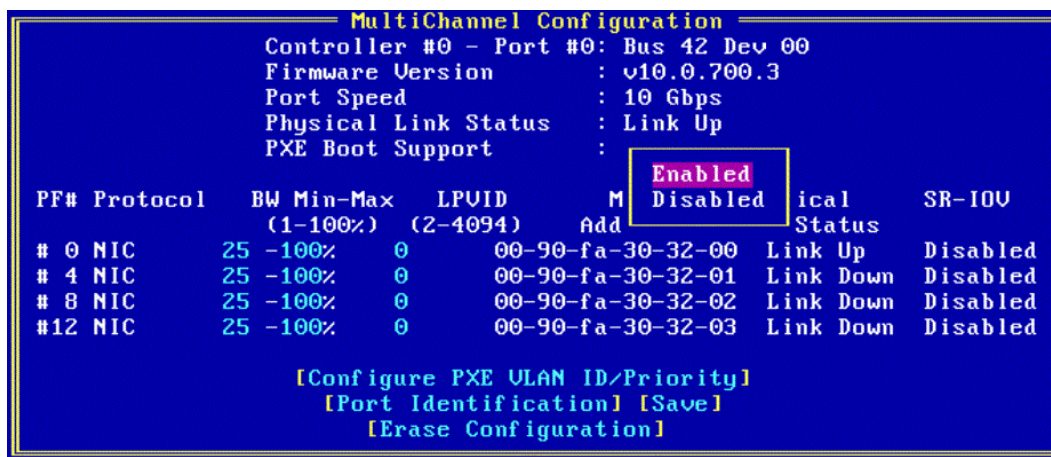 MultiChannel Configuration
Controller #0 - Port #0: Bus 42 Dev 00
Firmware Version : v10.0.700.3
Port Speed : 10 Gbps
Physical Link Status : Link Up
PXE Boot Support :
Enabled
PF# Protocol BW Min-Max LPVID M Disabled ical SR-IOV
(1-100%) (2-4094) Add Status
# 0 NIC 25 -100% 0 00-90-fa-30-32-00 Link Up Disabled
# 4 NIC 25 -100% 0 00-90-fa-30-32-01 Link Down Disabled
# 8 NIC 25 -100% 0 00-90-fa-30-32-02 Link Down Disabled
#12 NIC 25 -100% 0 00-90-fa-30-32-03 Link Down Disabled
[Configure PXE VLAN ID/Priority]
[Port Identification] [Save]
[Erase Configuration]